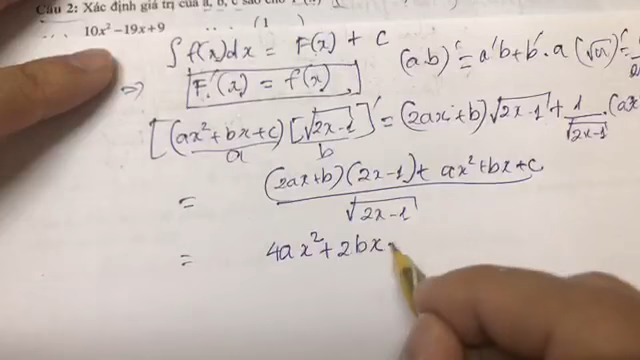 Câu 2: Xác định giá trị của a, b, c sao cho
10x² −19x+9
∫f(x)dx = F(x) + C
(a.b)' = a'b+b'.a (√u)' =
⇒ F'(x) = f(x)
[(ax²+bx+c)[√2x-1]' = (2ax+b)√2x-1 + 1/√2x-1 .(ax²
a b
= (2ax+b)(2x-1)+ ax²+bx+c / √2x-1
= 4ax²+2bx